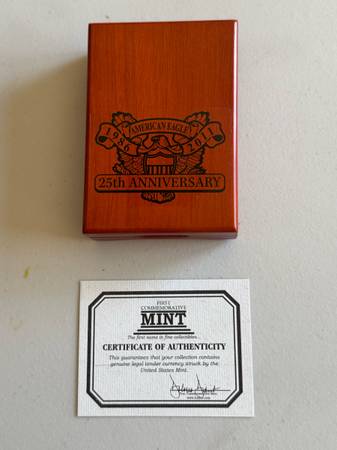 AMERICAN EAGLE
1986 2011
25th ANNIVERSARY
FIRST
COMMEMORATIVE
MINT
The first name in fine collectibles...
CERTIFICATE OF AUTHENTICITY
This guarantees that your collection contains
genuine legal tender currency struck by the
United States Mint.